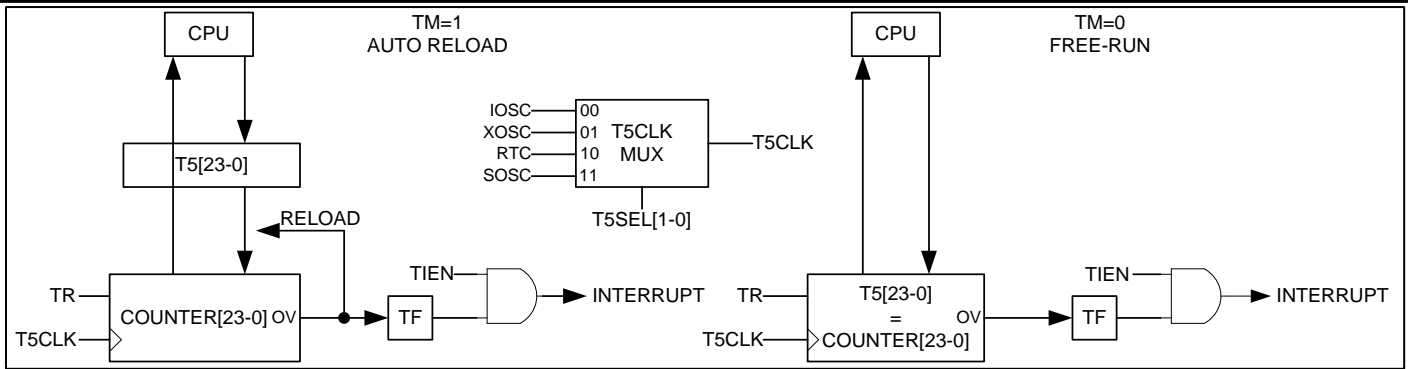 CPU
TM=1
AUTO RELOAD
CPU
TM=0
FREE-RUN
IOSC
00
XOSC
01
T5CLK
RTC
10
MUX
SOSC
11
T5CLK
T5SEL[1-0]
T5[23-0]
RELOAD
TR
COUNTER[23-0]
OV
T5CLK
TF
TIEN
INTERRUPT
TR
T5[23-0]
=
COUNTER[23-0]
OV
T5CLK
TF
TIEN
INTERRUPT